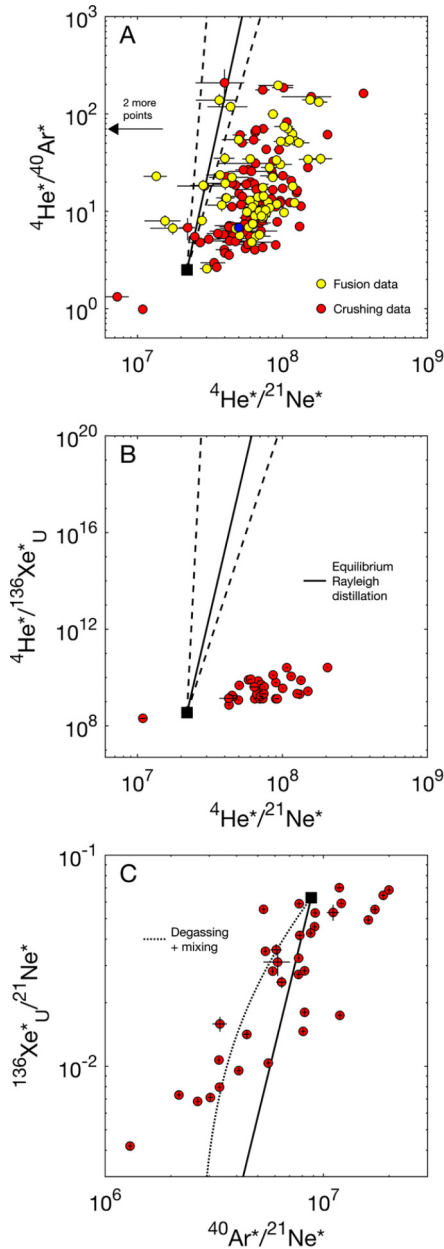 A
10³
10²
10¹
10⁰
⁴He*/⁴⁰Ar*
2 more
points
Fusion data
Crushing data
10⁷
10⁸
10⁹
⁴He*/²¹Ne*
B
10²⁰
10¹⁶
10¹²
10⁸
⁴He*/¹³⁶Xe*U
Equilibrium
Rayleigh
distillation
10⁷
10⁸
10⁹
⁴He*/²¹Ne*
C
10⁻¹
10⁻²
¹³⁶Xe*U/²¹Ne*
Degassing
+ mixing
10⁶
10⁷
⁴⁰Ar*/²¹Ne*